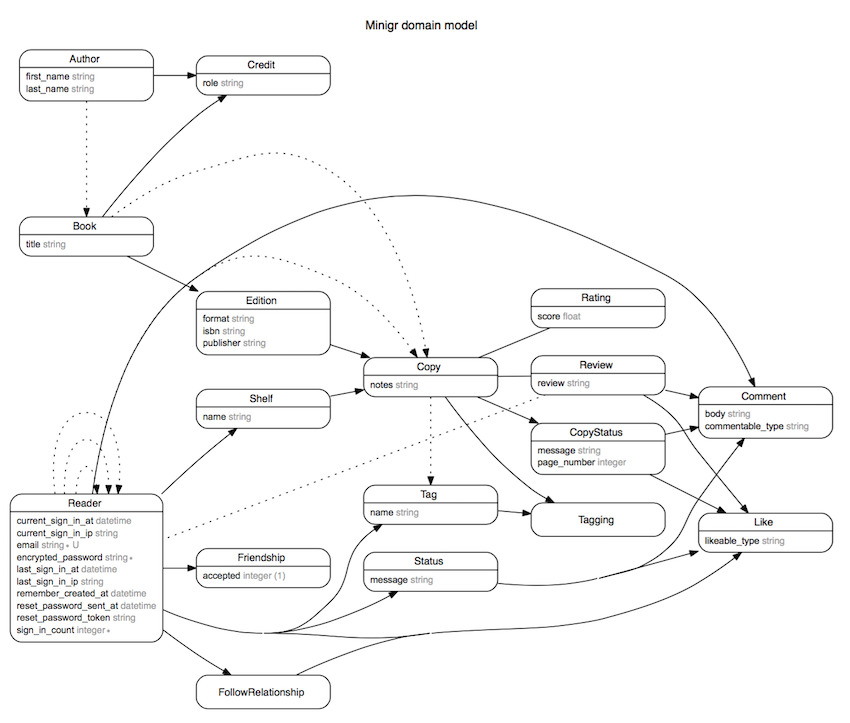 Minigr domain model
Author
first_name string
last_name string
Credit
role string
Book
title string
Edition
format string
isbn string
publisher string
Rating
score float
Copy
notes string
Review
review string
Shelf
name string
Comment
body string
commentable_type string
CopyStatus
message string
page_number integer
Reader
current_sign_in_at datetime
current_sign_in_ip string
email string * U
encrypted_password string *
last_sign_in_at datetime
last_sign_in_ip string
remember_created_at datetime
reset_password_sent_at datetime
reset_password_token string
sign_in_count integer *
Tag
name string
Tagging
Like
likeable_type string
Friendship
accepted integer (1)
Status
message string
FollowRelationship